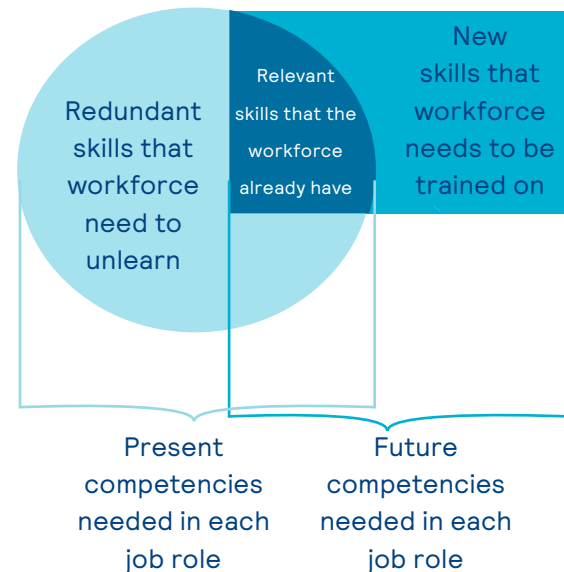 Redundant
skills that
workforce
need to
unlearn
Relevant
skills that the
workforce
already have
New
skills that
workforce
needs to be
trained on
Present
competencies
needed in each
job role
Future
competencies
needed in each
job role